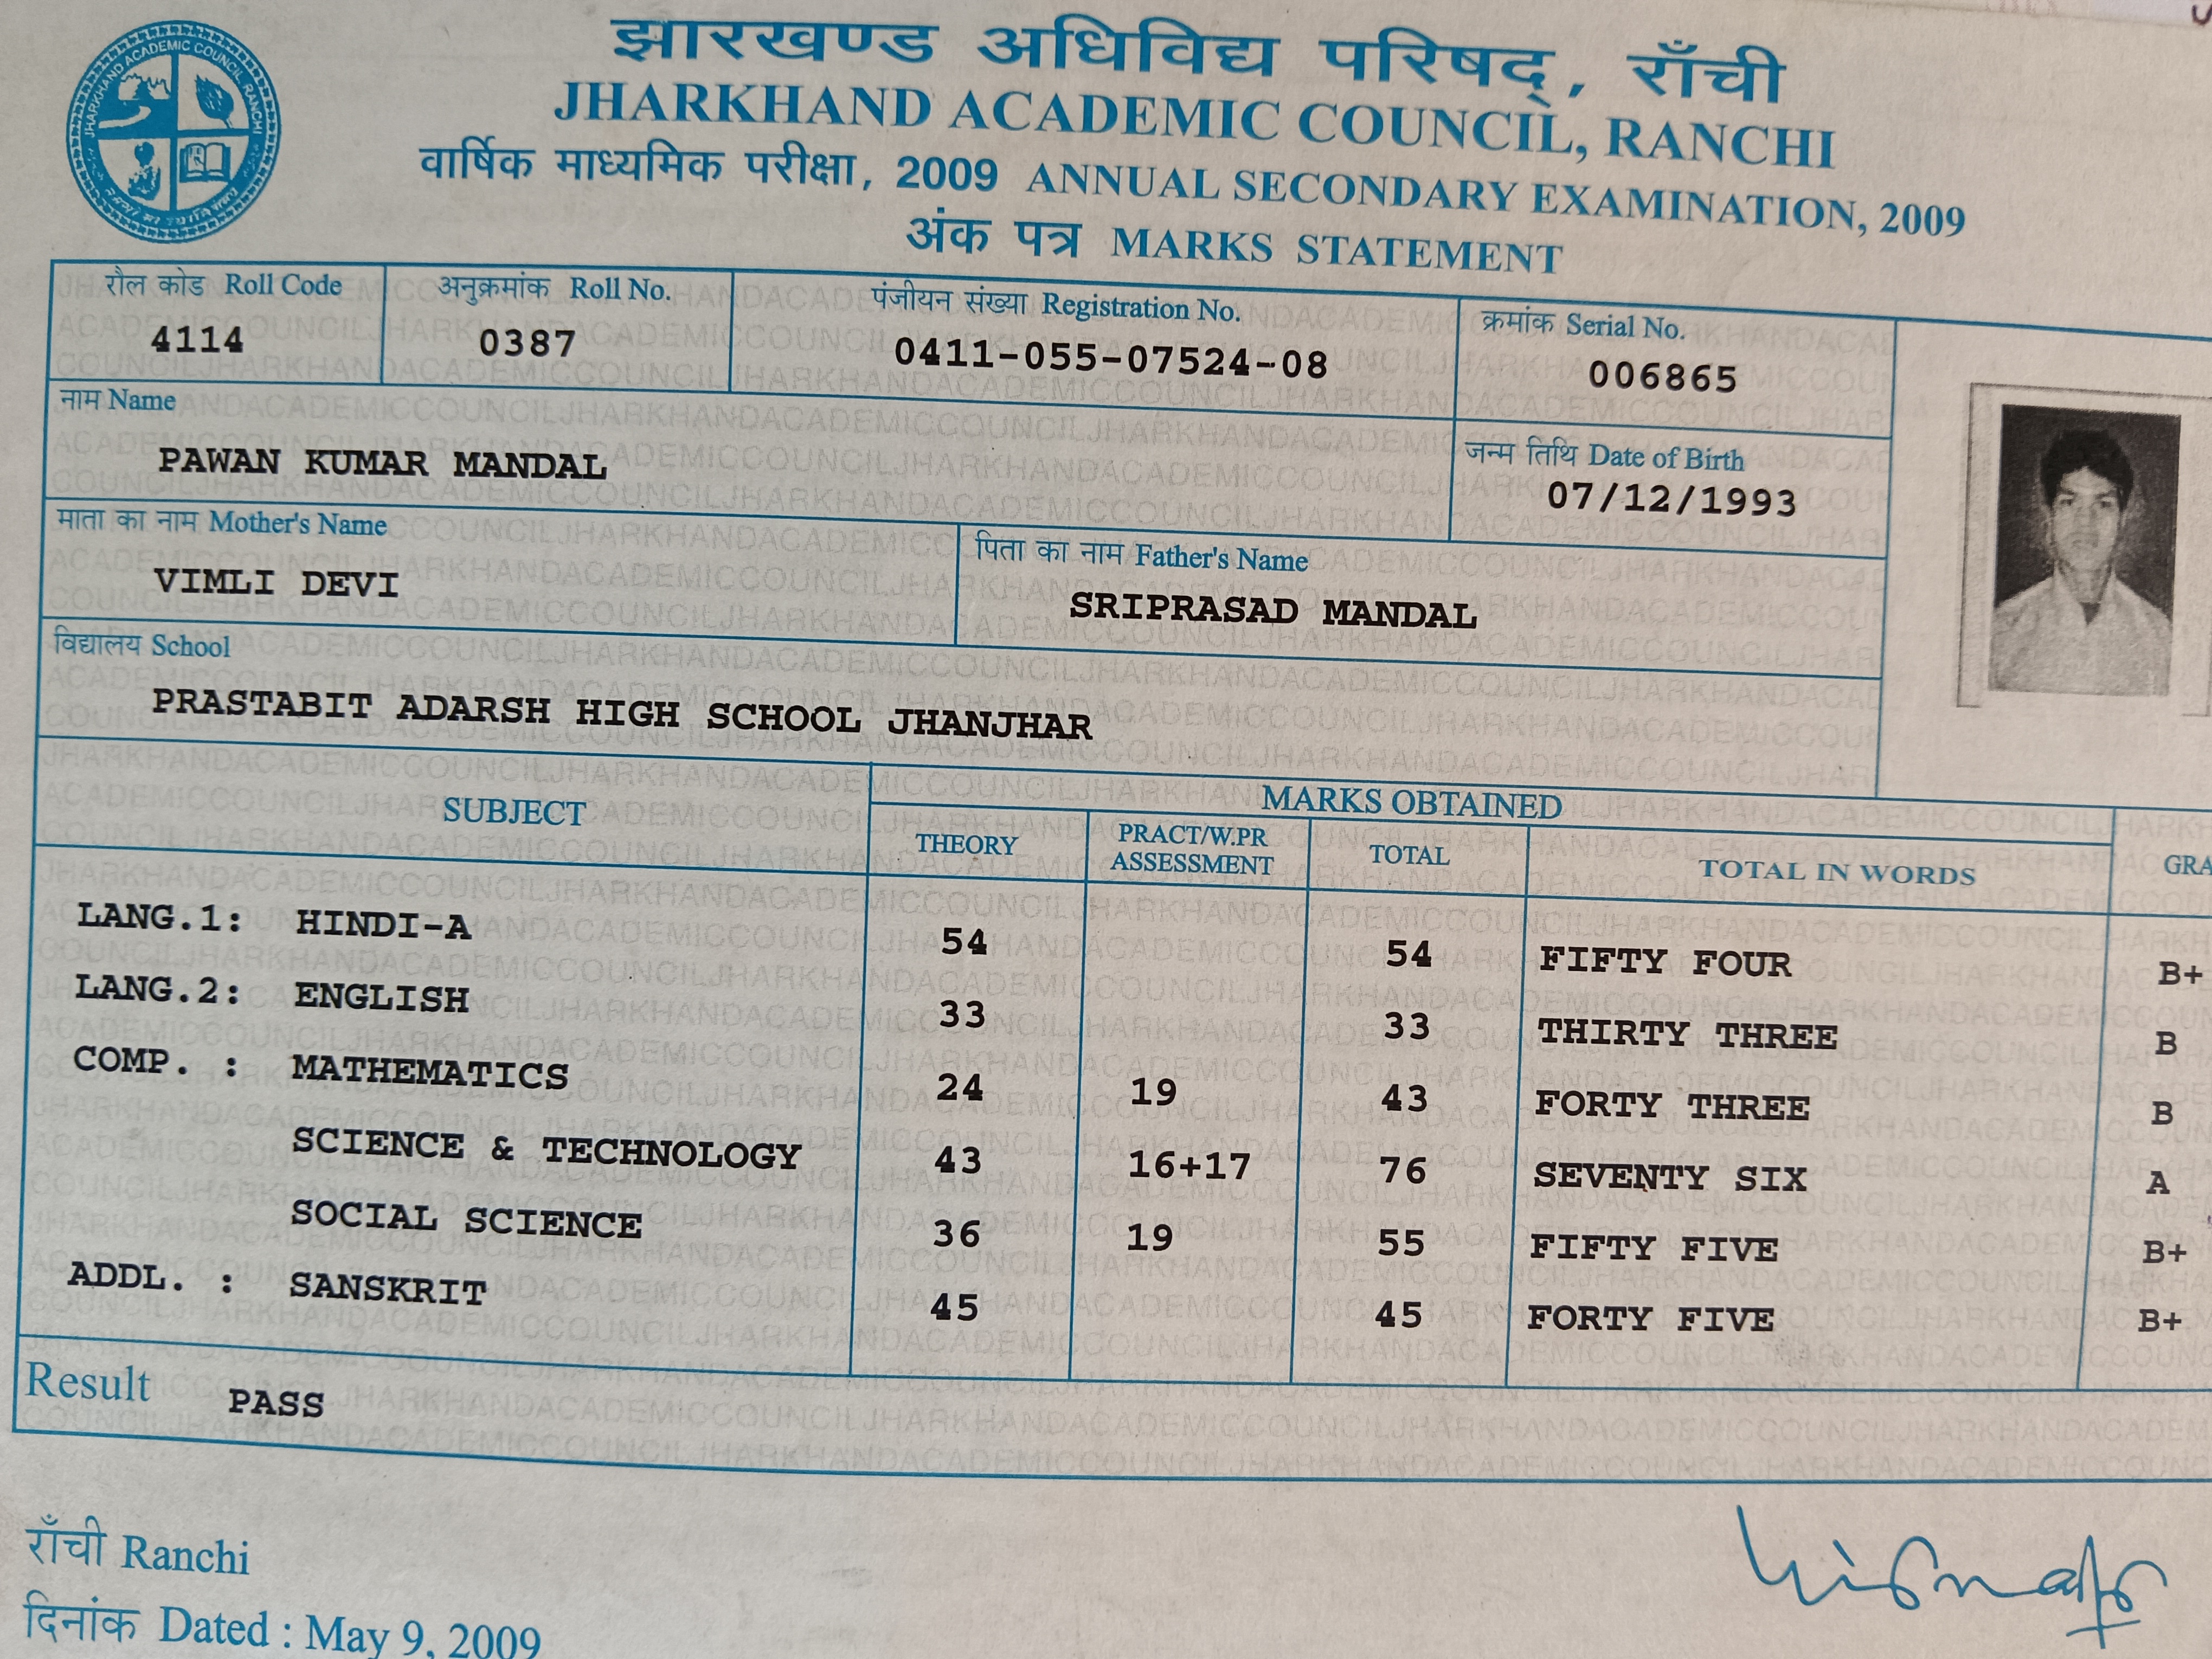 झारखण्ड अधिविद्य परिषद्, राँची
JHARKHAND ACADEMIC COUNCIL, RANCHI
वार्षिक माध्यमिक परीक्षा, 2009 ANNUAL SECONDARY EXAMINATION, 2009
अंक पत्र MARKS STATEMENT
JHARKHAND ACADEMIC COUNCIL, RANCHI
रौल कोड Roll Code अनुक्रमांक Roll No. पंजीयन संख्या Registration No. क्रमांक Serial No.
4114 0387 0411-055-07524-08 006865
नाम Name
PAWAN KUMAR MANDAL
जन्म तिथि Date of Birth
07/12/1993
माता का नाम Mother's Name पिता का नाम Father's Name
VIMLI DEVI SRIPRASAD MANDAL
विद्यालय School
PRASTABIT ADARSH HIGH SCHOOL JHANJHAR
SUBJECT MARKS OBTAINED
THEORY PRACT/W.PR ASSESSMENT TOTAL TOTAL IN WORDS GRA
LANG.1: HINDI-A 54 54 FIFTY FOUR B+
LANG.2: ENGLISH 33 33 THIRTY THREE B
COMP. : MATHEMATICS 24 19 43 FORTY THREE B
SCIENCE & TECHNOLOGY 43 16+17 76 SEVENTY SIX A
SOCIAL SCIENCE 36 19 55 FIFTY FIVE B+
ADDL. : SANSKRIT 45 45 FORTY FIVE B+
Result PASS
राँची Ranchi
दिनांक Dated : May 9, 2009